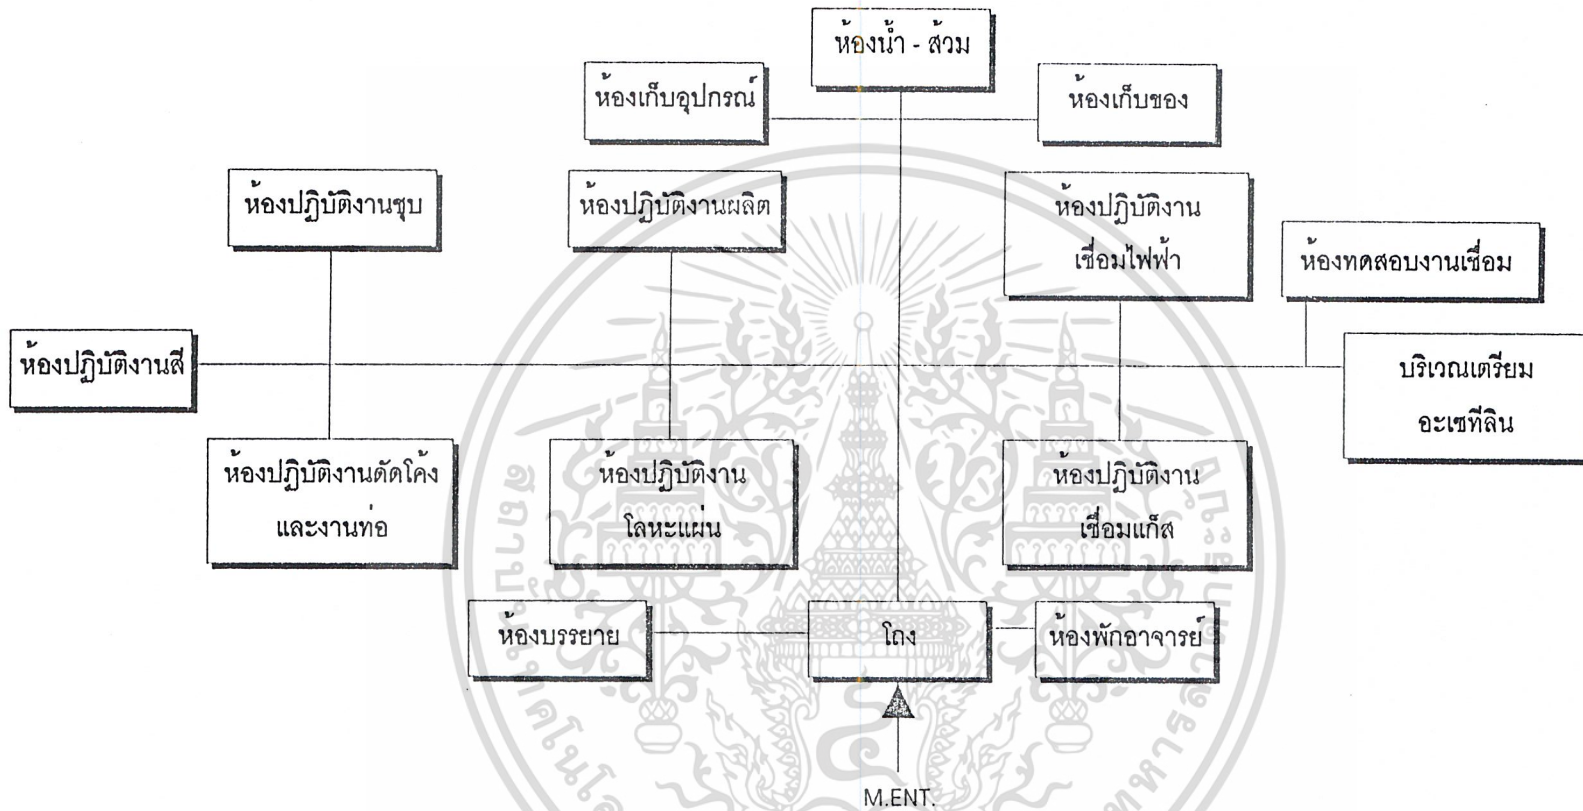 ห้องน้ำ - ส้วม
ห้องเก็บอุปกรณ์
ห้องเก็บของ
ห้องปฏิบัติงานชุบ
ห้องปฏิบัติงานผลิต
ห้องปฏิบัติงาน
เชื่อมไฟฟ้า
ห้องทดสอบงานเชื่อม
ห้องปฏิบัติงานสี
บริเวณเตรียม
อะเซทีลิน
ห้องปฏิบัติงานดัดโค้ง
และงานท่อ
ห้องปฏิบัติงาน
โลหะแผ่น
ห้องปฏิบัติงาน
เชื่อมแก็ส
ห้องบรรยาย
โถง
ห้องพักอาจารย์
M.ENT.